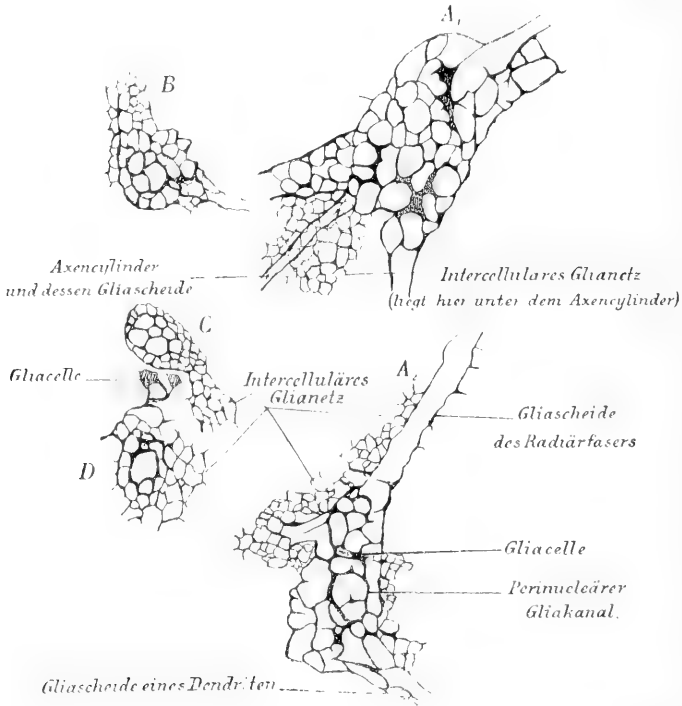 A₁
B
Axencylinder
und dessen Gliascheide
Intercellulares Glianetz
(liegt hier unter dem Axencylinder)
C
Gliacelle
Intercelluläres
Glianetz
A
Gliascheide
des Radiärfasers
D
Gliacelle
Perinucleärer
Gliakanal.
Gliascheide eines Dendriten